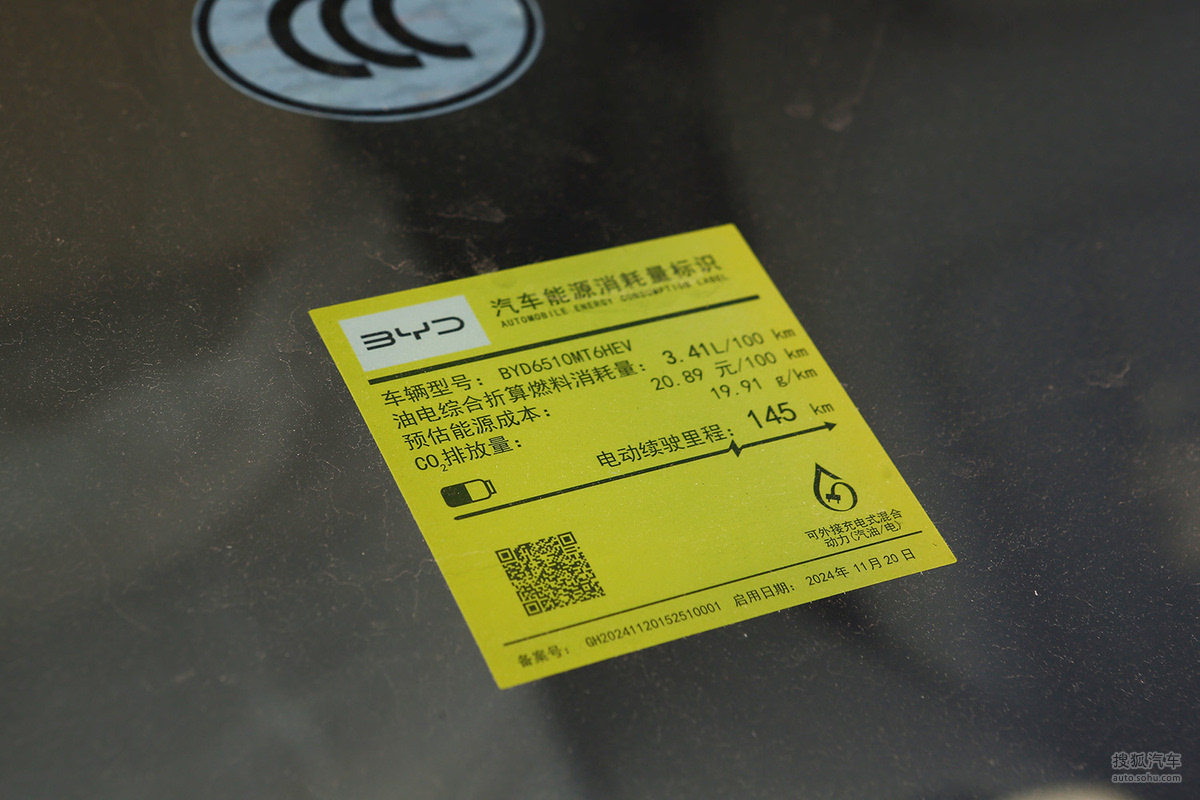 CCC
BYD
汽车能源消耗量标识
AUTOMOBILE ENERGY CONSUMPTION LABEL
车辆型号: BYD6510MT6HEV
油电综合折算燃料消耗量: 3.41L/100 km
预估能源成本: 20.89 元/100 km
CO₂排放量: 19.91 g/km
电动续驶里程: 145 km
可外接充电式混合
动力(汽油/电)
备案号: GH20241120152510001 启用日期: 2024年 11月 20 日
搜狐汽车
auto.sohu.com